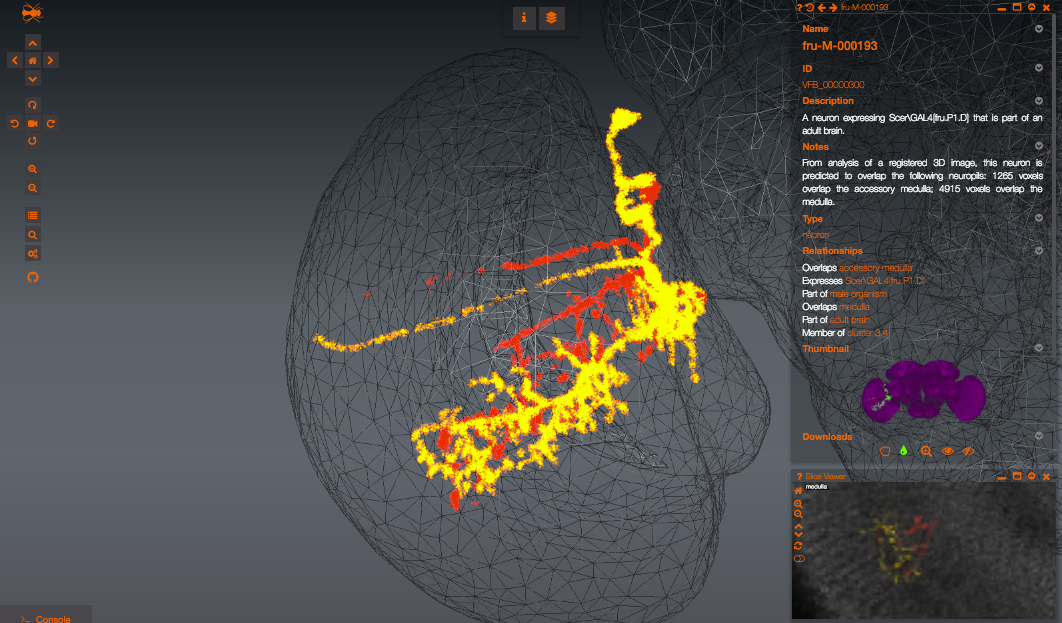 fru-M-000193
Name
fru-M-000193
ID
VFB_00000300
Description
A neuron expressing Scer\GAL4[fru.P1.D] that is part of an
adult brain.
Notes
From analysis of a registered 3D image, this neuron is
predicted to overlap the following neuropils: 1265 voxels
overlap the accessory medulla; 4915 voxels overlap the
medulla.
Type
neuron
Relationships
Overlaps accessory medulla
Expresses Scer\GAL4[fru.P1.D]
Part of male organism
Overlaps medulla
Part of adult brain
Member of cluster 3.4
Thumbnail
Downloads
? Slice Viewer
medulla
>_ Console